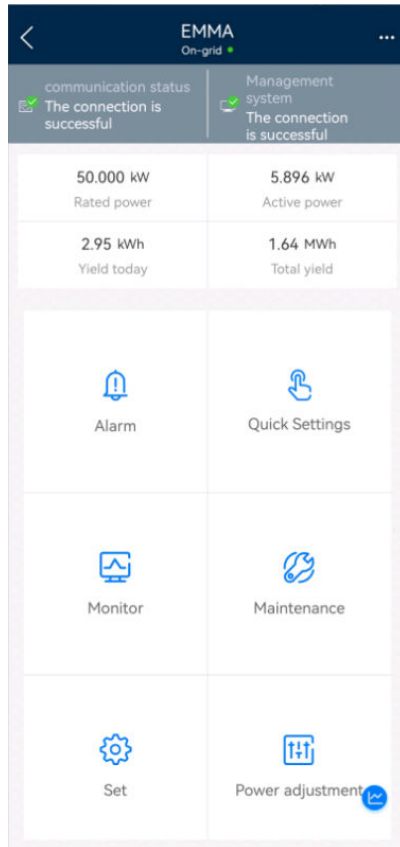 EMMA
On-grid
communication status
The connection is
successful
Management
system
The connection
is successful
50.000 kW
Rated power
5.896 kW
Active power
2.95 kWh
Yield today
1.64 MWh
Total yield
Alarm
Quick Settings
Monitor
Maintenance
Set
Power adjustment